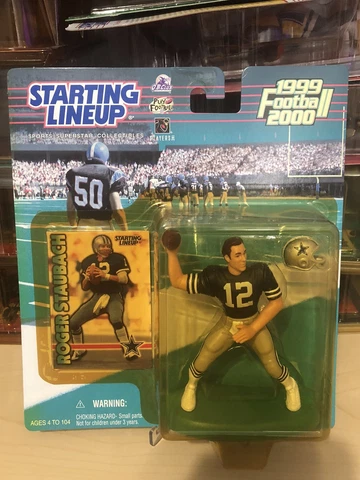 STARTING
LINEUP
SPORTS SUPERSTAR COLLECTIBLES
PLAYERS
1999
Football
2000
50
STARTING
LINEUP
ROGER STAUBACH
12
12
WARNING:
CHOKING HAZARD- Small parts
Not for children under 3 years.
AGES 4 TO 104